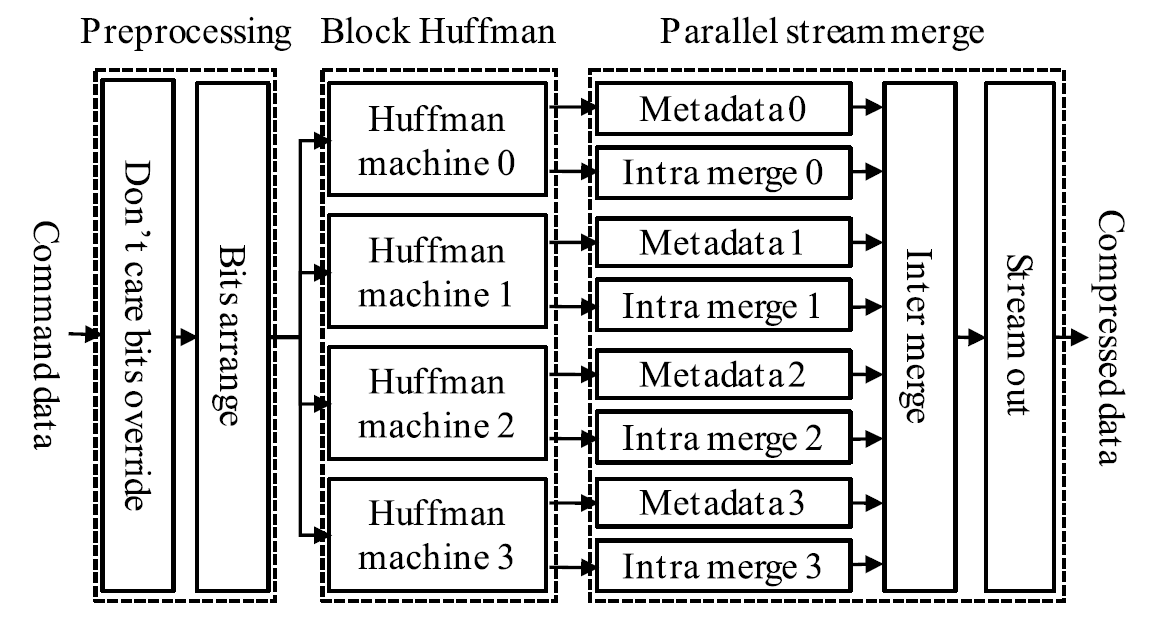 Preprocessing
Block Huffman
Parallel stream merge
Command data
Don't care bits override
Bits arrange
Huffman
machine 0
Huffman
machine 1
Huffman
machine 2
Huffman
machine 3
Metadata 0
Intra merge 0
Metadata 1
Intra merge 1
Metadata 2
Intra merge 2
Metadata 3
Intra merge 3
Inter merge
Stream out
Compressed data